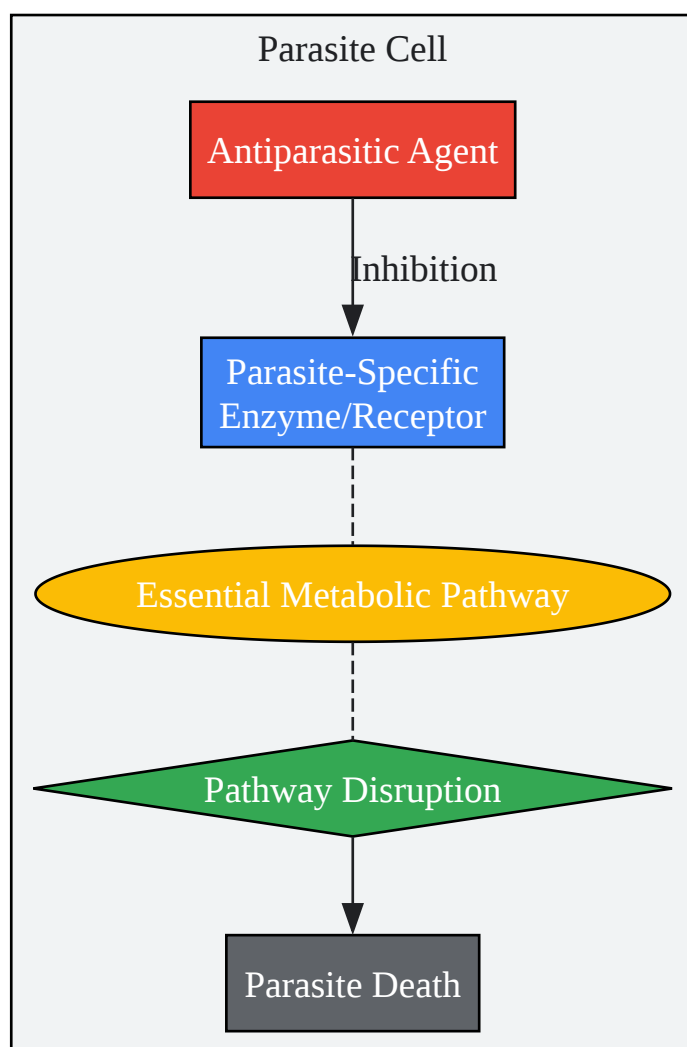 Parasite Cell
Antiparasitic Agent
Inhibition
Parasite-Specific
Enzyme/Receptor
Essential Metabolic Pathway
Pathway Disruption
Parasite Death